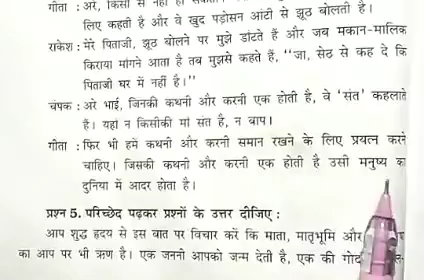 गीता : अरे, किसी से नहीं हो
लिए कहती है और वे खुद पड़ोसन आंटी से झूठ बोलती है।
राकेश : मेरे पिताजी, झूठ बोलने पर मुझे डांटते हैं और जब मकान-मालिक
किराया मांगने आता है तब मुझसे कहते हैं, ''जा, सेठ से कह दे कि
पिताजी घर में नहीं है।''
चंपक : अरे भाई, जिनकी कथनी और करनी एक होती है, वे 'संत' कहलाते
हैं। यहां न किसीकी मां संत है, न बाप।
गीता : फिर भी हमें कथनी और करनी समान रखने के लिए प्रयत्न करने
चाहिए। जिसकी कथनी और करनी एक होती है उसी मनुष्य का
दुनिया में आदर होता है।
प्रश्न 5. परिच्छेद पढ़कर प्रश्नों के उत्तर दीजिए :
आप शुद्ध हृदय से इस बात पर विचार करें कि माता, मातृभूमि और
का आप पर भी ऋण है। एक जननी आपको जन्म देती है, एक की गोद